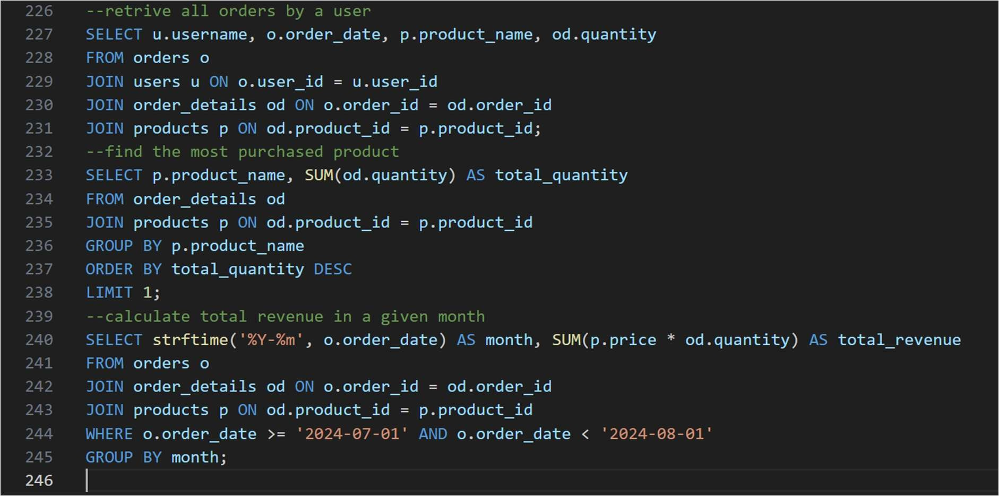 226 --retrive all orders by a user
227 SELECT u.username, o.order_date, p.product_name, od.quantity
228 FROM orders o
229 JOIN users u ON o.user_id = u.user_id
230 JOIN order_details od ON o.order_id = od.order_id
231 JOIN products p ON od.product_id = p.product_id;
232 --find the most purchased product
233 SELECT p.product_name, SUM(od.quantity) AS total_quantity
234 FROM order_details od
235 JOIN products p ON od.product_id = p.product_id
236 GROUP BY p.product_name
237 ORDER BY total_quantity DESC
238 LIMIT 1;
239 --calculate total revenue in a given month
240 SELECT strftime('%Y-%m', o.order_date) AS month, SUM(p.price * od.quantity) AS total_revenue
241 FROM orders o
242 JOIN order_details od ON o.order_id = od.order_id
243 JOIN products p ON od.product_id = p.product_id
244 WHERE o.order_date >= '2024-07-01' AND o.order_date < '2024-08-01'
245 GROUP BY month;
246